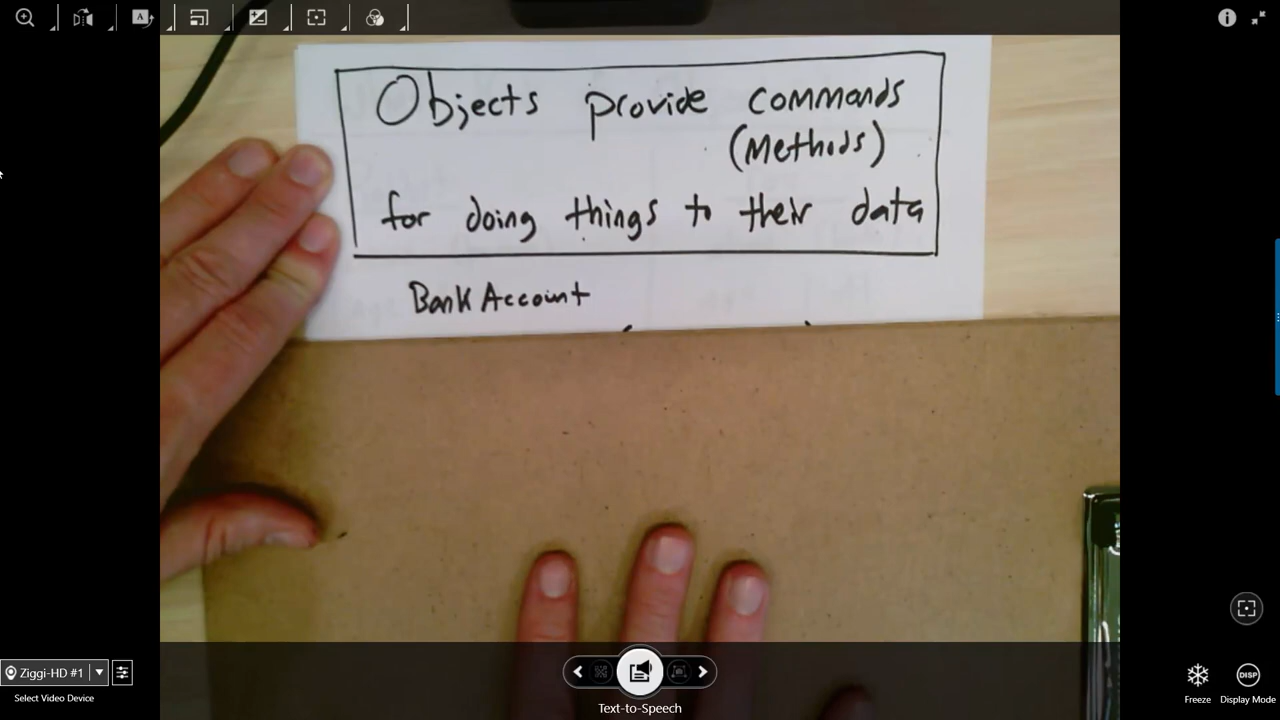 Objects provide commands
(Methods)
for doing things to their data
Bank Account
Ziggi-HD #1
Select Video Device
Text-to-Speech
Freeze
DISP
Display Mode